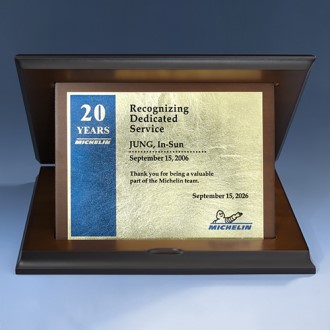 20
YEARS
MICHELIN
Recognizing
Dedicated
Service
JUNG, In-Sun
September 15, 2006
Thank you for being a valuable
part of the Michelin team.
September 15, 2026
MICHELIN